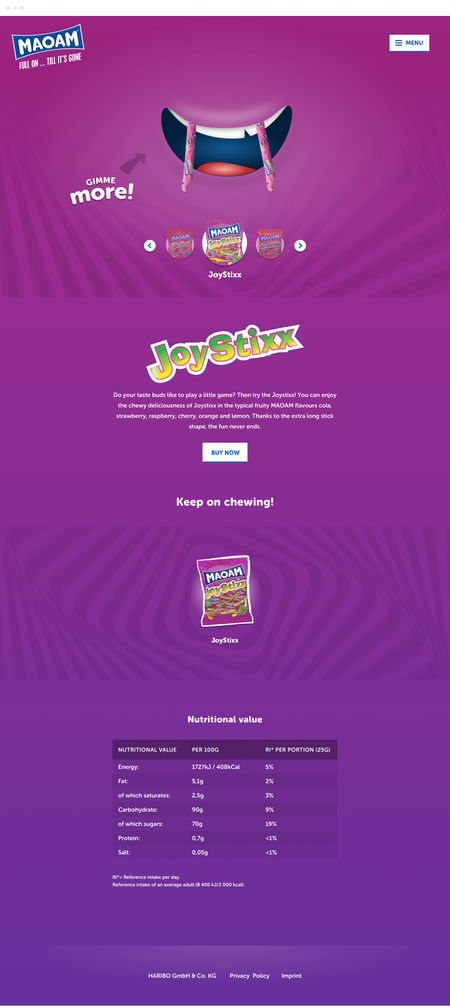 MAOAM
FULL ON ... TILL IT'S GONE
MENU
GIMME
more!
MAOAM
JoyStixx
JoyStixx
JoyStixx
Do your taste buds like to play a little game? Then try the Joystixx! You can enjoy
the chewy deliciousness of Joystixx in the typical fruity MAOAM flavours cola,
strawberry, raspberry, cherry, orange and lemon. Thanks to the extra long stick
shape, the fun never ends.
BUY NOW
Keep on chewing!
MAOAM
JoyStixx
JoyStixx
Nutritional value
NUTRITIONAL VALUE PER 100G RI* PER PORTION (25G)
Energy: 1727kJ / 408kCal 5%
Fat: 5,1g 2%
of which saturates: 2,5g 3%
Carbohydrate: 90g 9%
of which sugars: 70g 19%
Protein: 0,7g <1%
Salt: 0,05g <1%
RI*= Reference intake per day.
Reference intake of an average adult (8 400 kJ/2 000 kcal).
HARIBO GmbH & Co. KG Privacy Policy Imprint